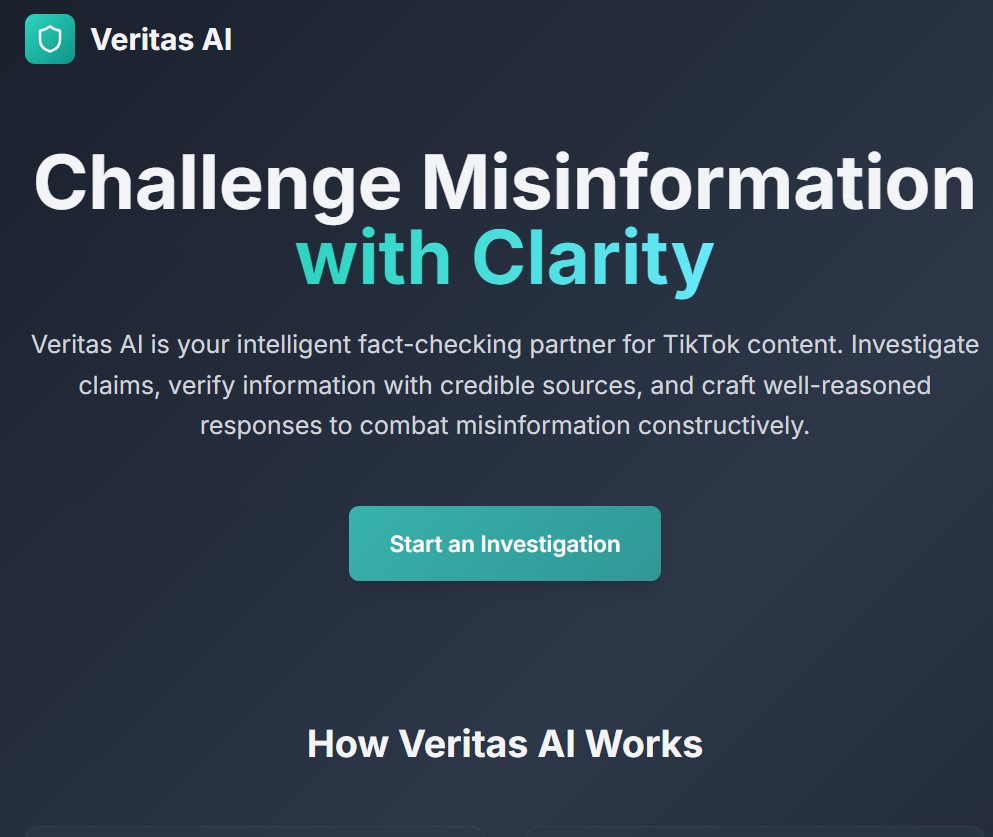 Veritas AI
Challenge Misinformation
with Clarity
Veritas AI is your intelligent fact-checking partner for TikTok content. Investigate
claims, verify information with credible sources, and craft well-reasoned
responses to combat misinformation constructively.
Start an Investigation
How Veritas AI Works